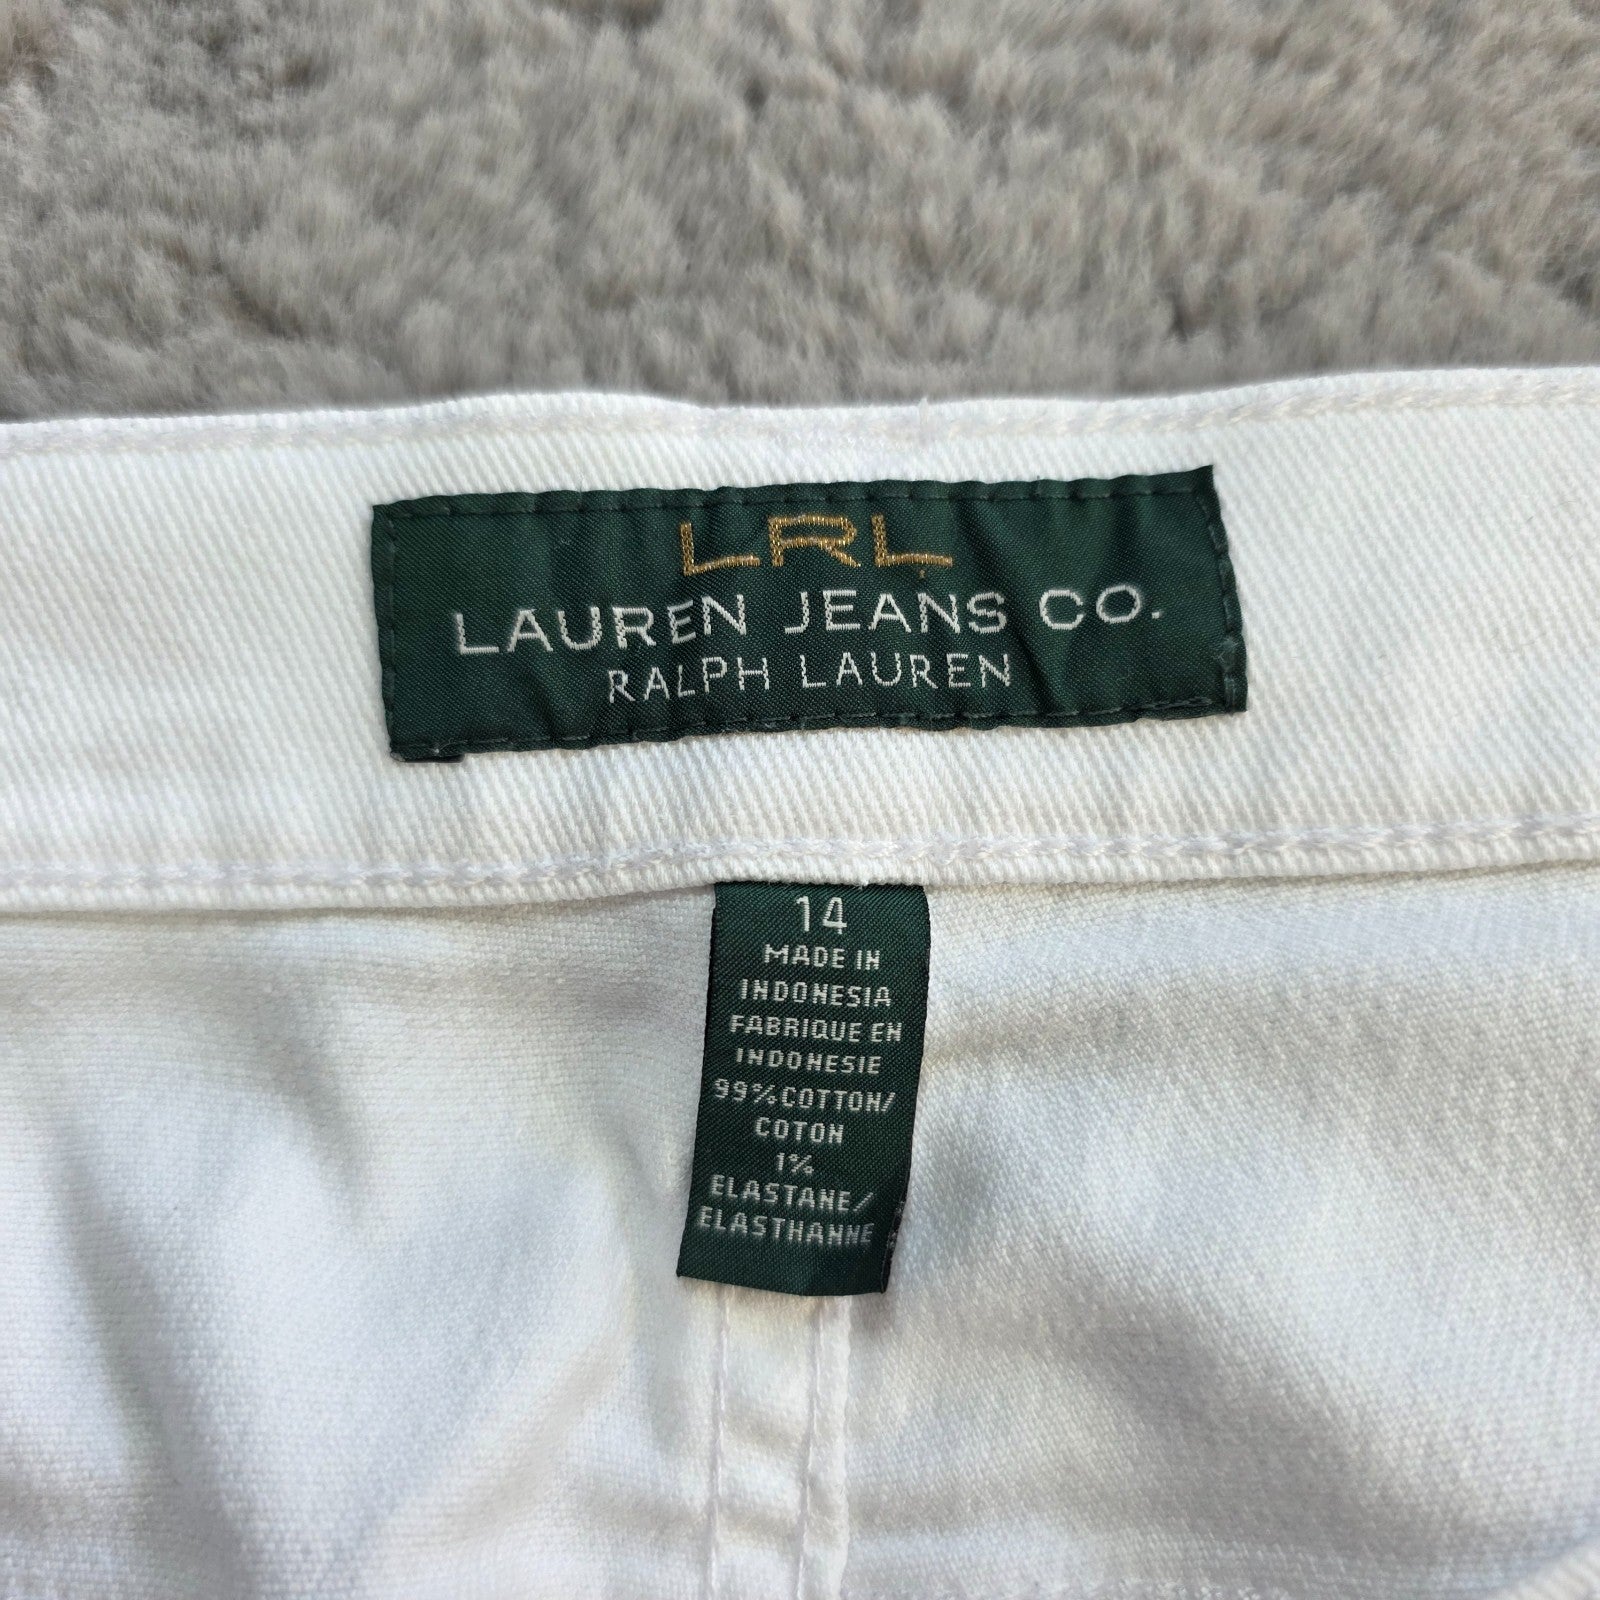 LRL
LAUREN JEANS CO.
RALPH LAUREN
14
MADE IN
INDONESIA
FABRIQUE EN
INDONESIE
99% COTTON/
COTON
1%
ELASTANE/
ELASTHANNE